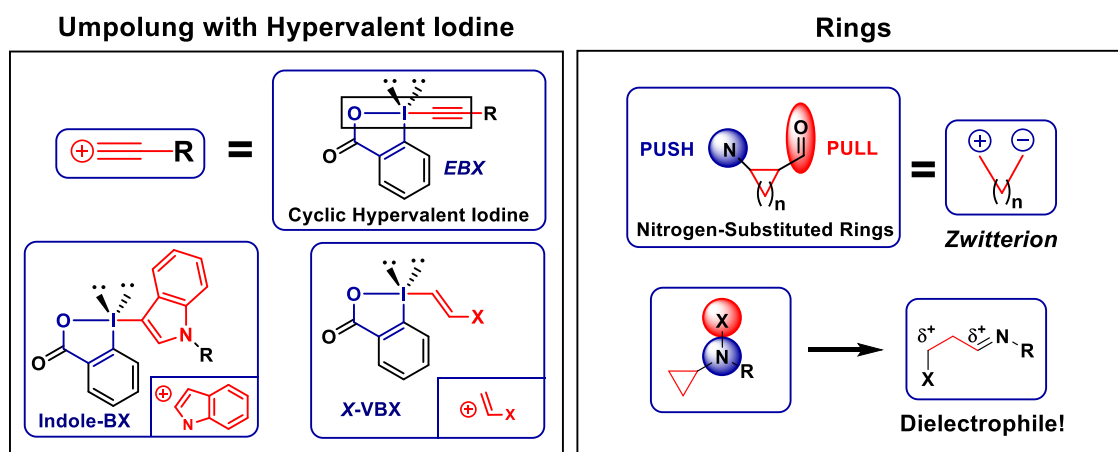 Umpolung with Hypervalent Iodine
⊕ R =
O I R
O
EBX
Cyclic Hypervalent Iodine
O I
O N
R
Indole-BX
⊕ N
O I
O X
X-VBX
⊕ X
Rings
PUSH N O PULL
( )n
Nitrogen-Substituted Rings
=
⊕ ⊖
( )n
Zwitterion
X
N
R
δ+ δ+ N R
X
Dielectrophile!